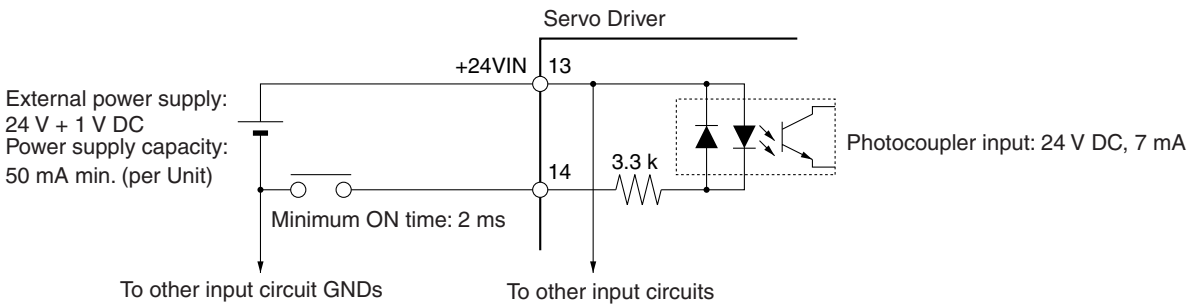 Servo Driver
+24VIN
13
External power supply:
24 V + 1 V DC
Power supply capacity:
50 mA min. (per Unit)
14
3.3 k
Photocoupler input: 24 V DC, 7 mA
Minimum ON time: 2 ms
To other input circuit GNDs
To other input circuits